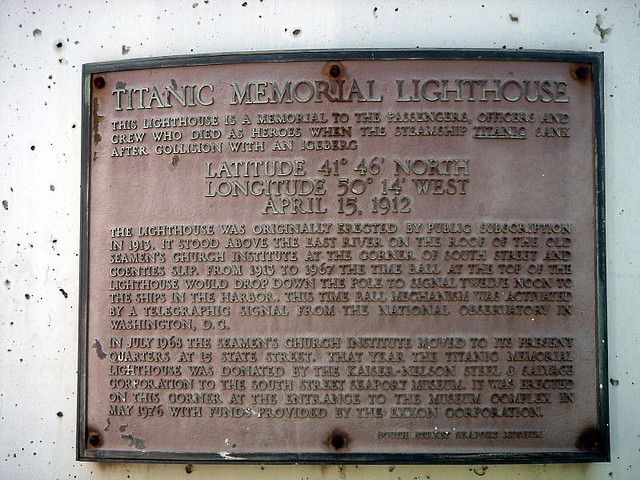 TITANIC MEMORIAL LIGHTHOUSE
THIS LIGHTHOUSE IS A MEMORIAL TO THE PASSENGERS, OFFICERS AND
CREW WHO DIED AS HEROES WHEN THE STEAMSHIP TITANIC SANK
AFTER COLLISION WITH AN ICEBERG
LATITUDE 41° 46' NORTH
LONGITUDE 50° 14' WEST
APRIL 15, 1912
THE LIGHTHOUSE WAS ORIGINALLY ERECTED BY PUBLIC SUBSCRIPTION
IN 1913. IT STOOD ABOVE THE EAST RIVER ON THE ROOF OF THE OLD
SEAMEN'S CHURCH INSTITUTE AT THE CORNER OF SOUTH STREET AND
COENTIES SLIP. FROM 1913 TO 1967 THE TIME BALL AT THE TOP OF THE
LIGHTHOUSE WOULD DROP DOWN THE POLE TO SIGNAL TWELVE NOON TO
THE SHIPS IN THE HARBOR. THIS TIME BALL MECHANISM WAS ACTIVATED
BY A TELEGRAPHIC SIGNAL FROM THE NATIONAL OBSERVATORY IN
WASHINGTON, D.C.
IN JULY 1968 THE SEAMEN'S CHURCH INSTITUTE MOVED TO ITS PRESENT
QUARTERS AT 15 STATE STREET. THAT YEAR THE TITANIC MEMORIAL
LIGHTHOUSE WAS DONATED BY THE KAISER-NELSON STEEL & SALVAGE
CORPORATION TO THE SOUTH STREET SEAPORT MUSEUM. IT WAS ERECTED
ON THIS CORNER AT THE ENTRANCE TO THE MUSEUM COMPLEX IN
MAY 1976 WITH FUNDS PROVIDED BY THE EXXON CORPORATION.
SOUTH STREET SEAPORT MUSEUM